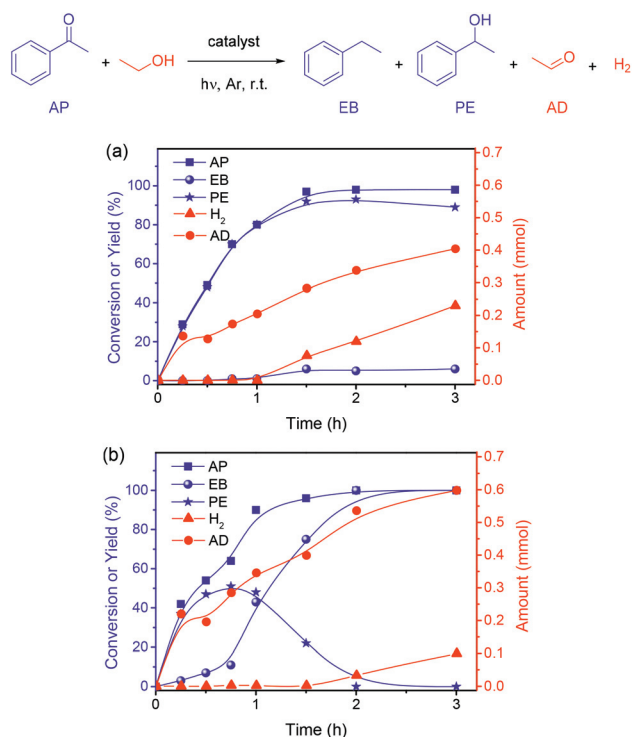 O
OH
OH
O
catalyst
+
+
+
+ H₂
hν, Ar, r.t.
AP
EB
PE
AD
(a)
AP
EB
PE
H₂
AD
Conversion or Yield (%)
100
80
60
40
20
0
0.7
0.6
0.5
0.4
0.3
0.2
0.1
0.0
Amount (mmol)
0 1 2 3
Time (h)
(b)
AP
EB
PE
H₂
AD
Conversion or Yield (%)
100
80
60
40
20
0
0.7
0.6
0.5
0.4
0.3
0.2
0.1
0.0
Amount (mmol)
0 1 2 3
Time (h)